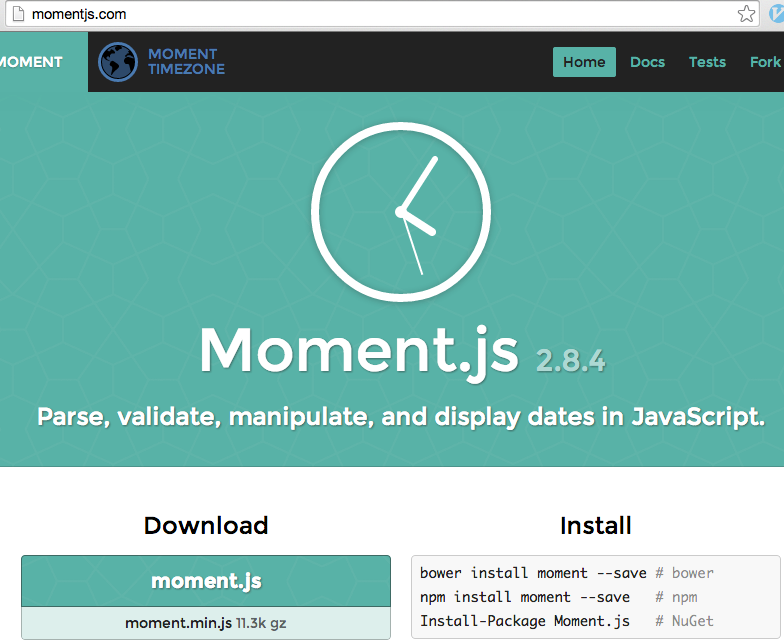 momentjs.com
MOMENT
MOMENT
TIMEZONE
Home Docs Tests Fork
Moment.js 2.8.4
Parse, validate, manipulate, and display dates in JavaScript.
Download
moment.js
moment.min.js 11.3k gz
Install
bower install moment --save # bower
npm install moment --save # npm
Install-Package Moment.js # NuGet